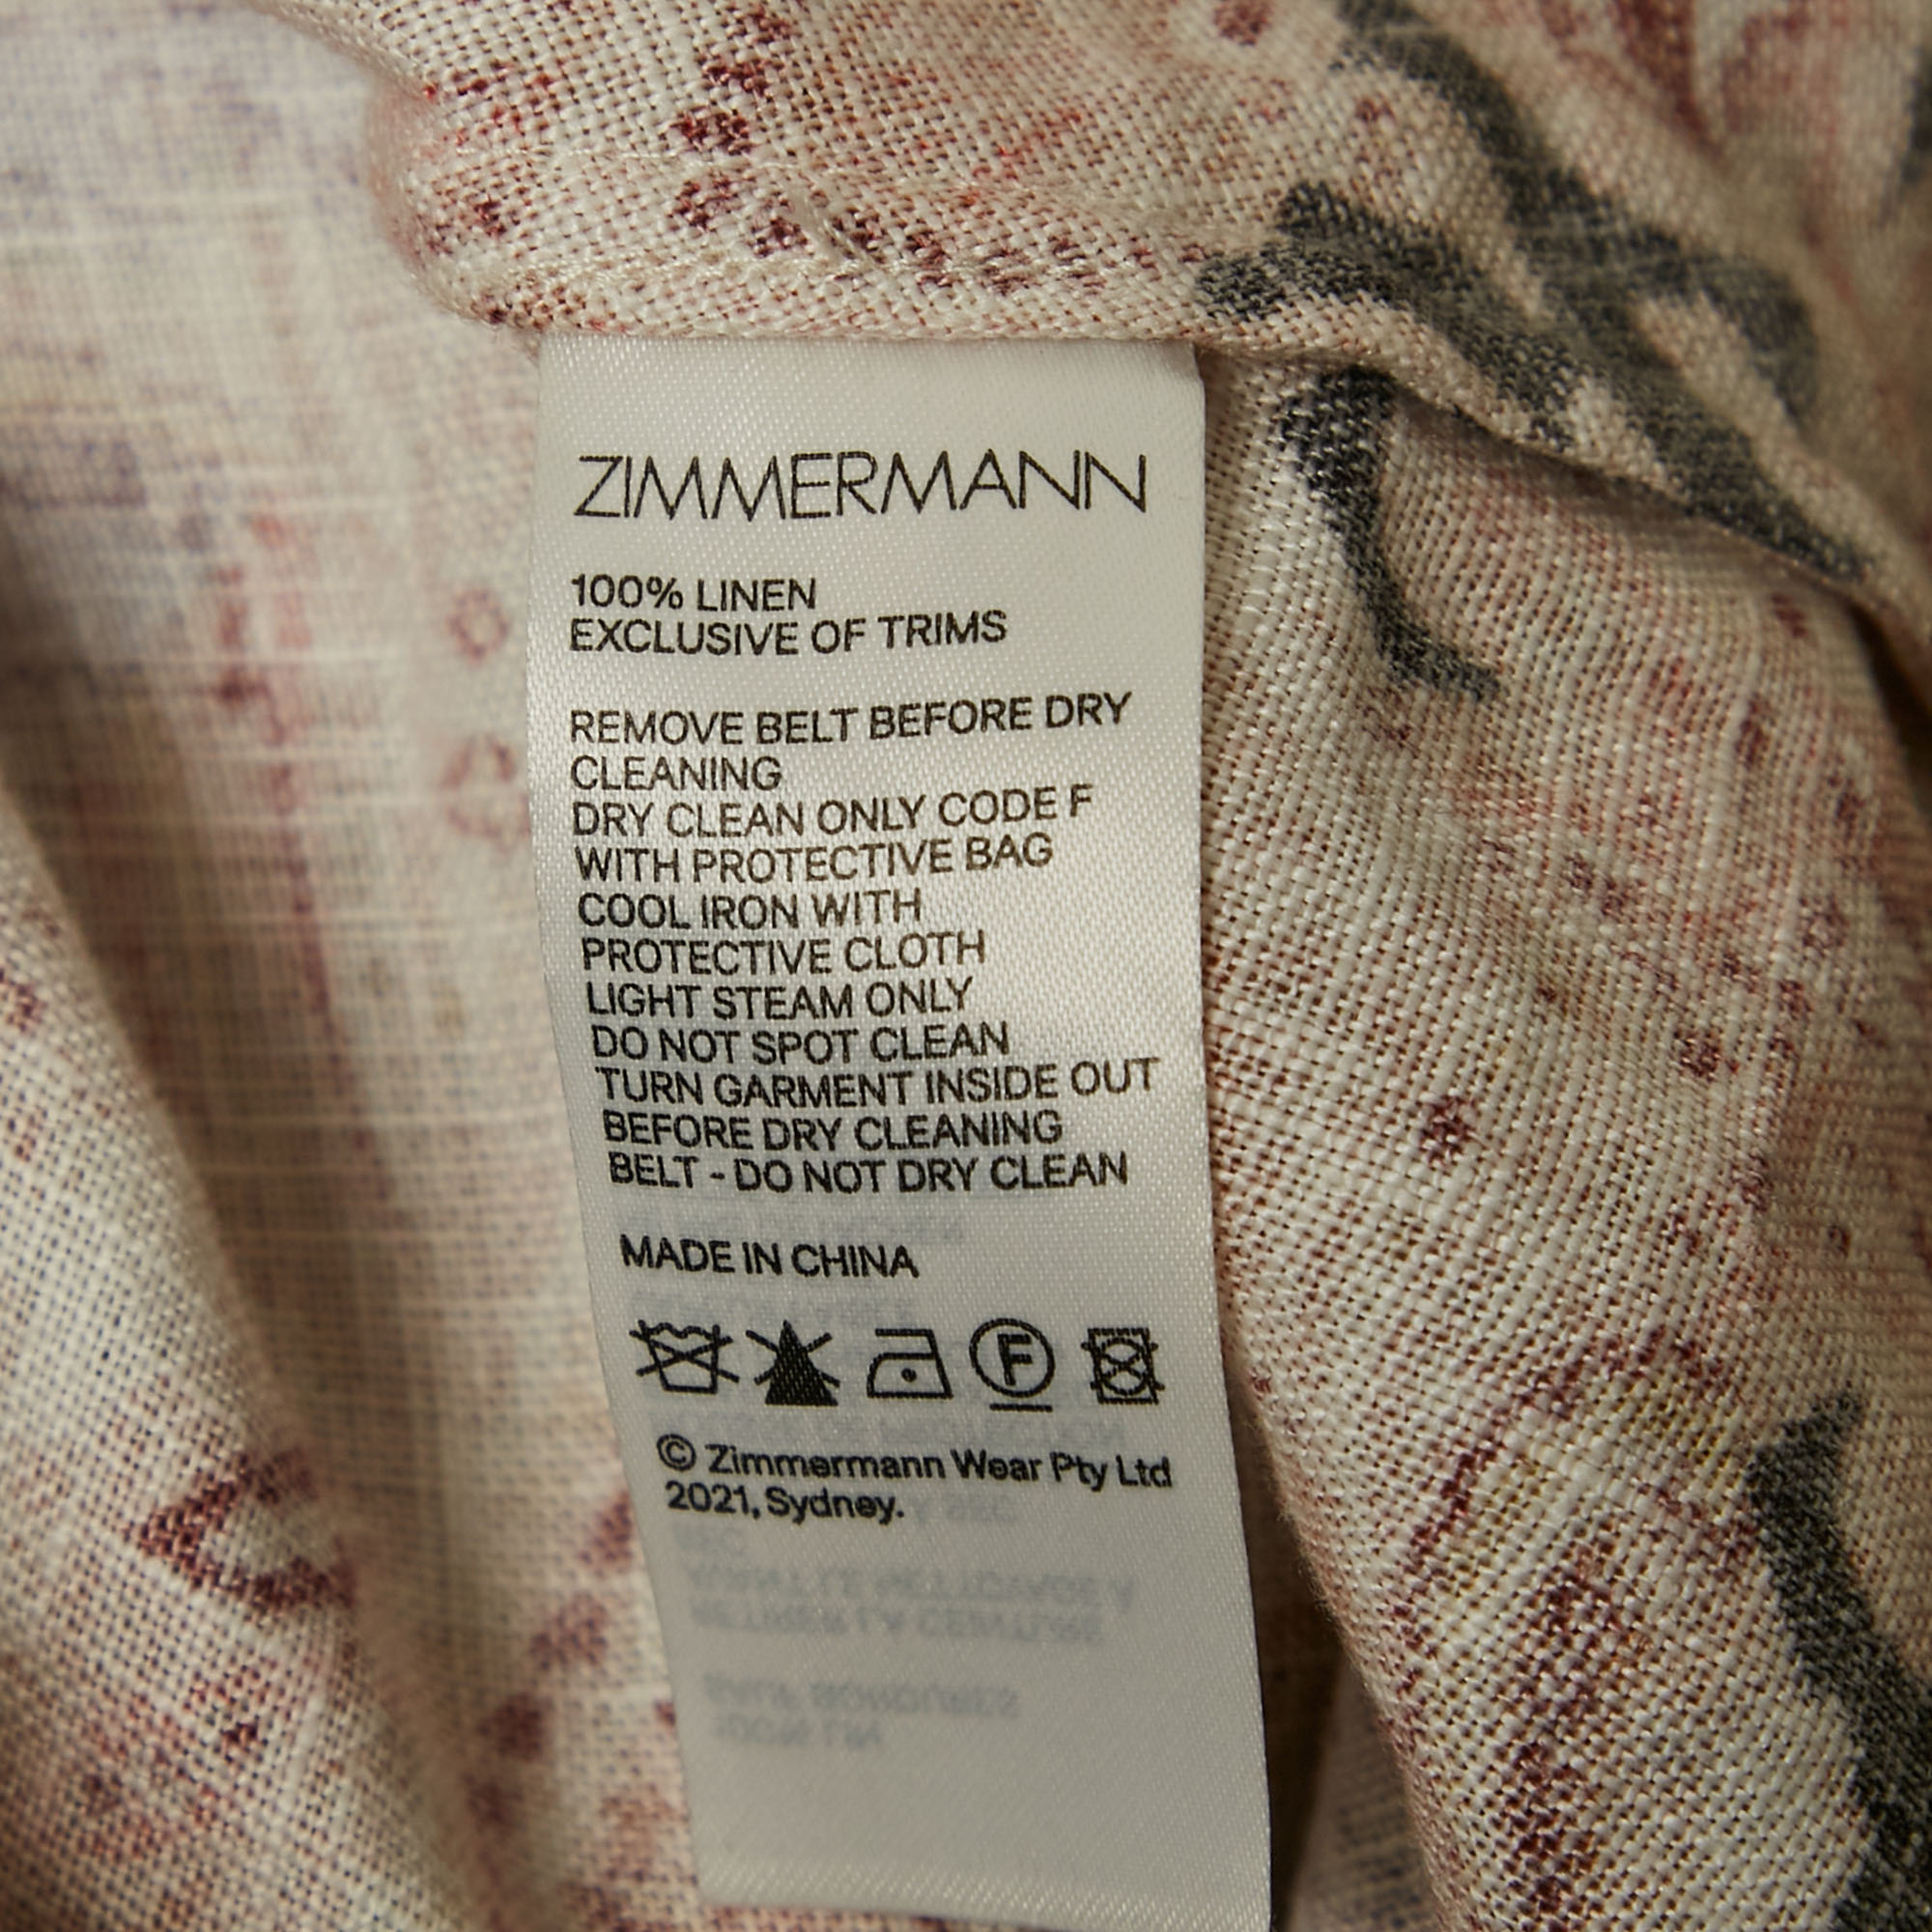 ZIMMERMANN
100% LINEN
EXCLUSIVE OF TRIMS
REMOVE BELT BEFORE DRY
CLEANING
DRY CLEAN ONLY CODE F
WITH PROTECTIVE BAG
COOL IRON WITH
PROTECTIVE CLOTH
LIGHT STEAM ONLY
DO NOT SPOT CLEAN
TURN GARMENT INSIDE OUT
BEFORE DRY CLEANING
BELT - DO NOT DRY CLEAN
MADE IN CHINA
F
© Zimmermann Wear Pty Ltd
2021, Sydney.